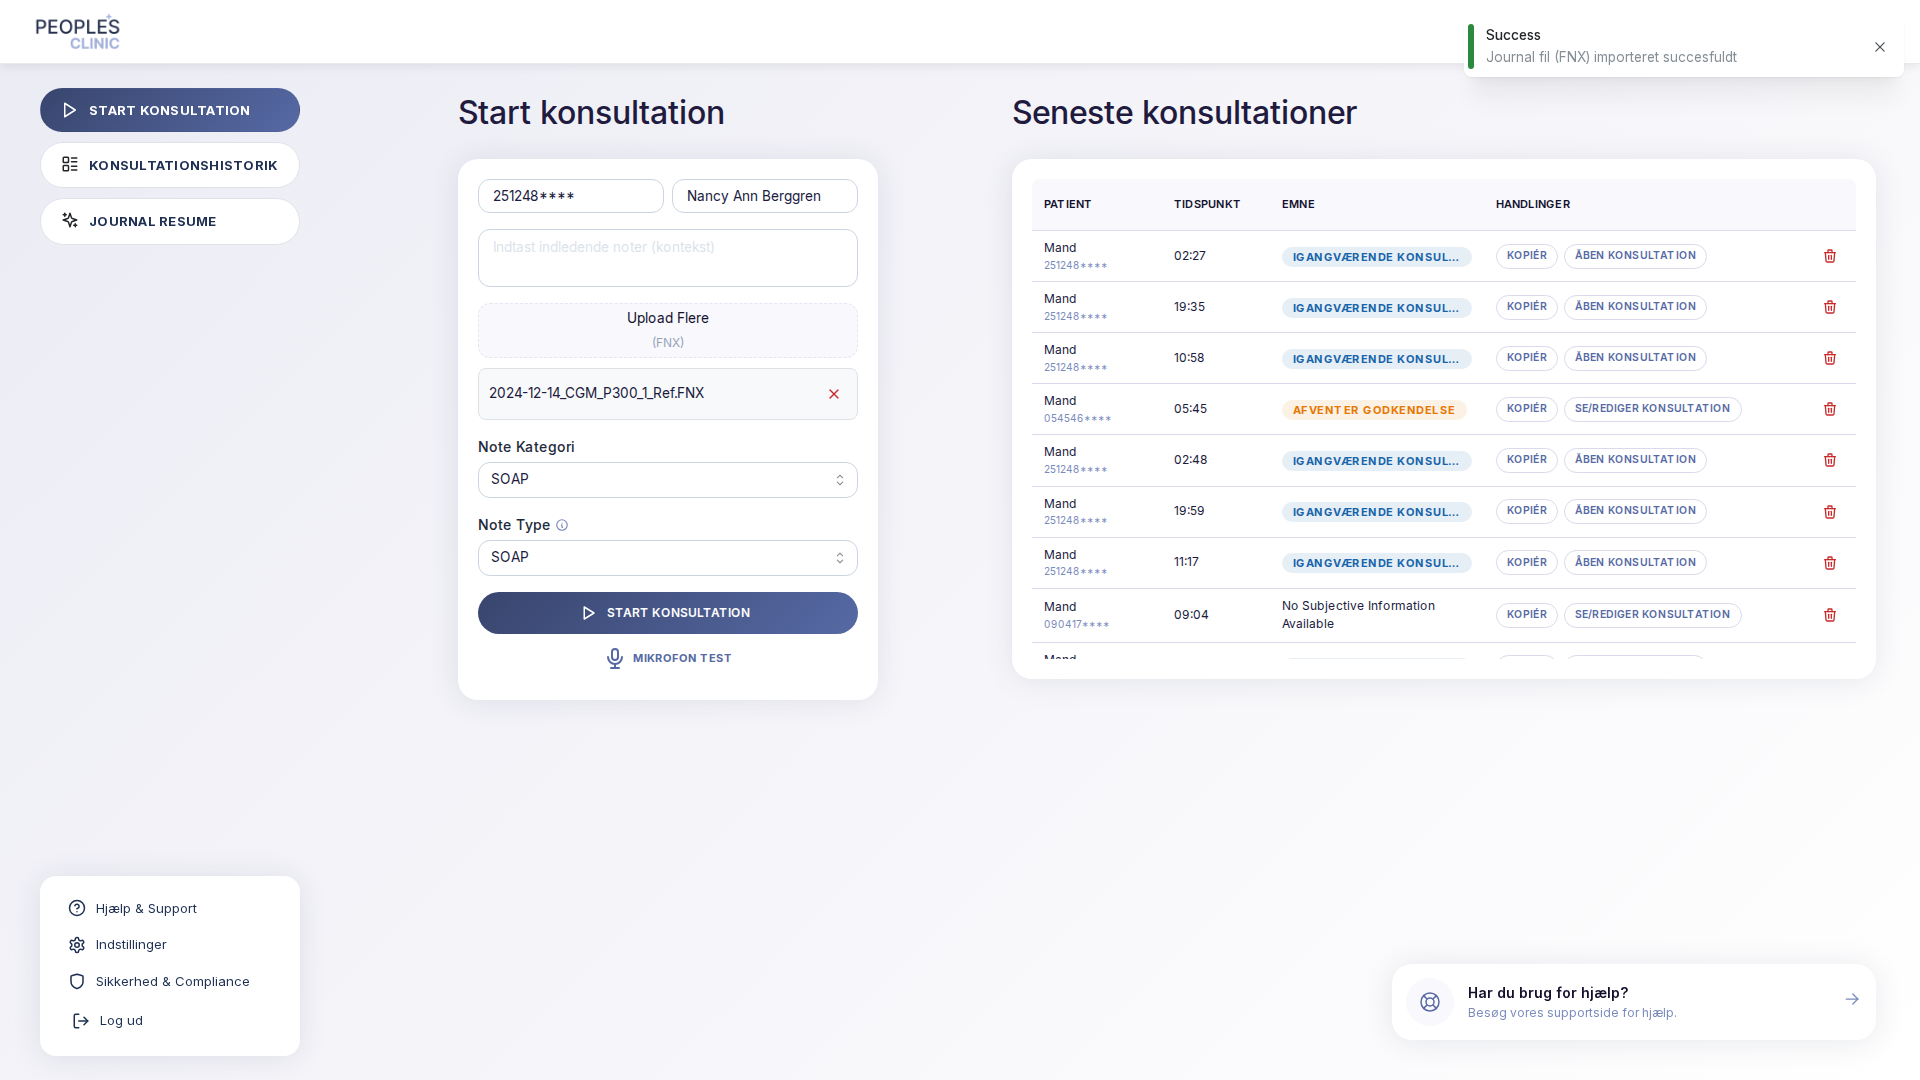 PEOPLES
CLINIC
Success
Journal fil (FNX) importeret succesfuldt
START KONSULTATION
KONSULTATIONSHISTORIK
JOURNAL RESUME
Start konsultation
251248**** Nancy Ann Berggren
Indtast indledende noter (kontekst)
Upload Flere
(FNX)
2024-12-14_CGM_P300_1_Ref.FNX
Note Kategori
SOAP
Note Type
SOAP
START KONSULTATION
MIKROFON TEST
Seneste konsultationer
PATIENT TIDSPUNKT EMNE HANDLINGER
Mand
251248**** 02:27 IGANGVÆRENDE KONSUL... KOPIÉR ÅBEN KONSULTATION
Mand
251248**** 19:35 IGANGVÆRENDE KONSUL... KOPIÉR ÅBEN KONSULTATION
Mand
251248**** 10:58 IGANGVÆRENDE KONSUL... KOPIÉR ÅBEN KONSULTATION
Mand
054546**** 05:45 AFVENTER GODKENDELSE KOPIÉR SE/REDIGER KONSULTATION
Mand
251248**** 02:48 IGANGVÆRENDE KONSUL... KOPIÉR ÅBEN KONSULTATION
Mand
251248**** 19:59 IGANGVÆRENDE KONSUL... KOPIÉR ÅBEN KONSULTATION
Mand
251248**** 11:17 IGANGVÆRENDE KONSUL... KOPIÉR ÅBEN KONSULTATION
Mand
090417**** 09:04 No Subjective Information
Available KOPIÉR SE/REDIGER KONSULTATION
Hjælp & Support
Indstillinger
Sikkerhed & Compliance
Log ud
Har du brug for hjælp?
Besøg vores supportside for hjælp.